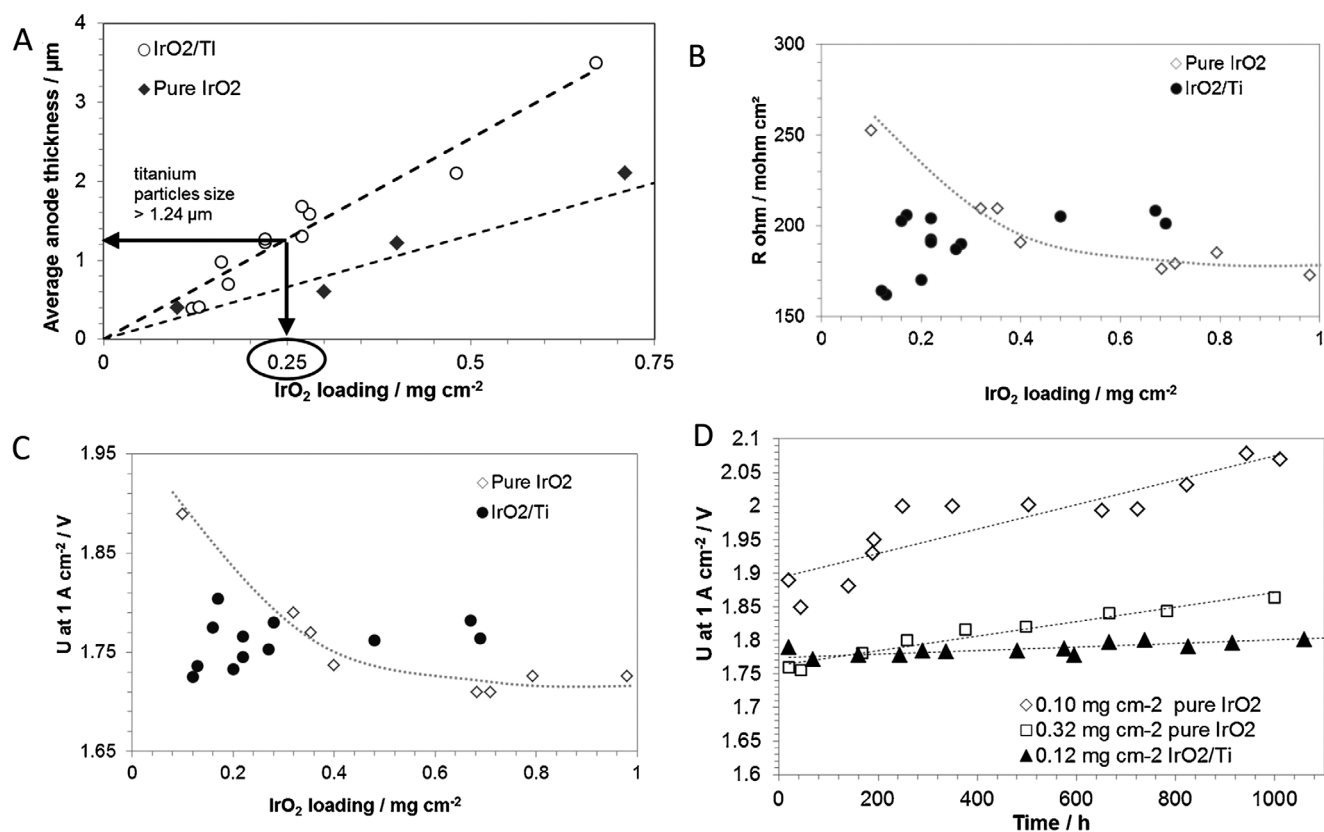 A
Average anode thickness / µm
4
3
2
1
0
IrO2/TI
Pure IrO2
titanium
particles size
> 1.24 µm
0
0.25
0.5
0.75
IrO₂ loading / mg cm⁻²
B
R ohm / mohm cm²
300
250
200
150
Pure IrO2
IrO2/Ti
0
0.2
0.4
0.6
0.8
1
IrO₂ loading / mg cm⁻²
C
U at 1 A cm⁻² / V
1.95
1.85
1.75
1.65
Pure IrO2
IrO2/Ti
0
0.2
0.4
0.6
0.8
1
IrO₂ loading / mg cm⁻²
D
U at 1 A cm⁻² / V
2.1
2.05
2
1.95
1.9
1.85
1.8
1.75
1.7
1.65
1.6
0.10 mg cm-2 pure IrO2
0.32 mg cm-2 pure IrO2
0.12 mg cm-2 IrO2/Ti
0
200
400
600
800
1000
Time / h